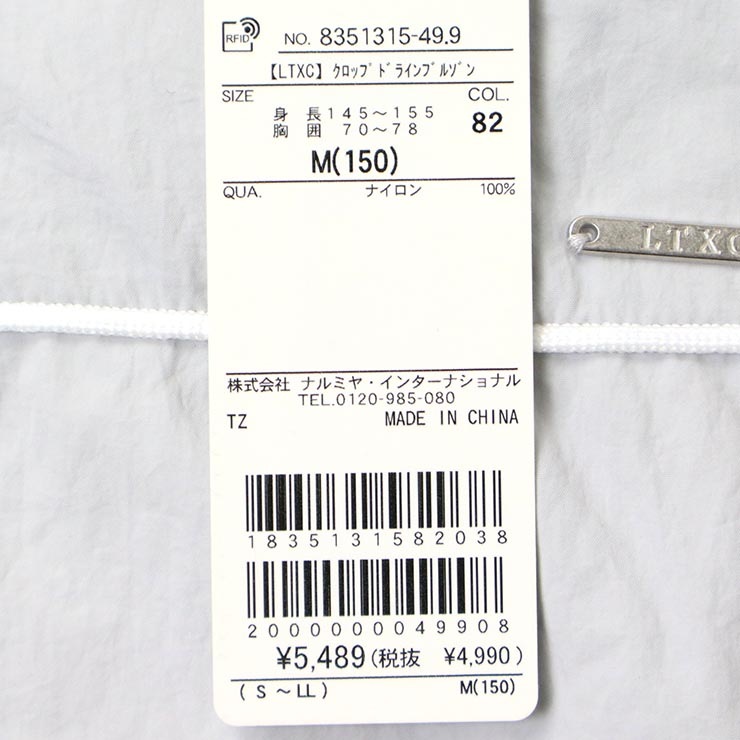 RFID NO. 8351315-49.9
【LTXC】ｸﾛｯﾌﾟﾄﾞﾗｲﾝﾌﾞﾙｿﾞﾝ
SIZE COL.
身長145～155
胸囲 70～78 82
M(150)
QUA. ナイロン 100%
LTXC
株式会社 ナルミヤ・インターナショナル
TEL.0120-985-080
TZ MADE IN CHINA
1835131582038
2000000049908
¥5,489(税抜 ¥4,990)
(S～LL) M(150)